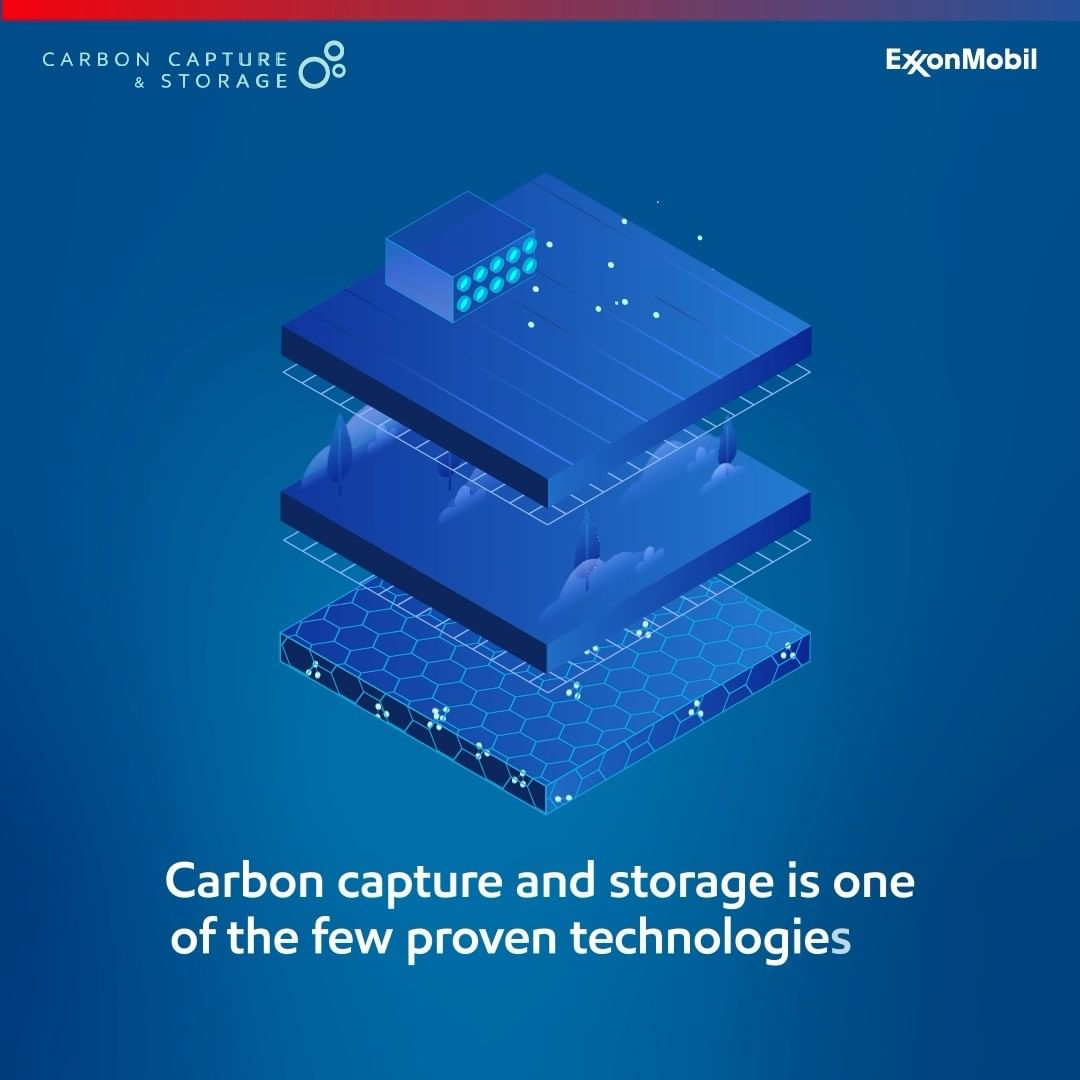 CARBON CAPTURE
& STORAGE
ExxonMobil
Carbon capture and storage is one
of the few proven technologies